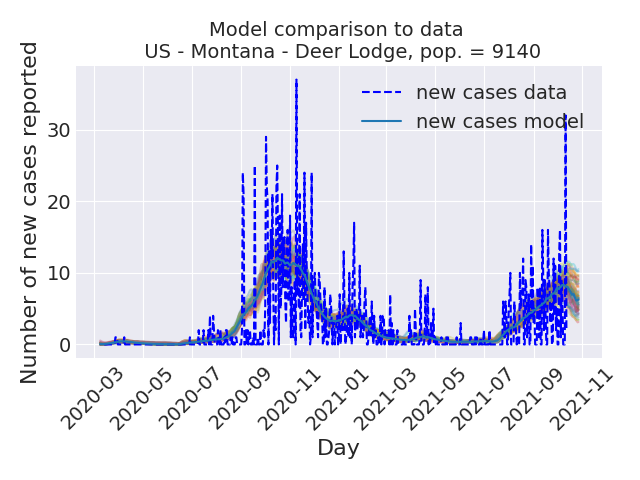 Model comparison to data
US - Montana - Deer Lodge, pop. = 9140
Number of new cases reported
30
20
10
0
new cases data
new cases model
2020-03
2020-05
2020-07
2020-09
2020-11
2021-01
2021-03
2021-05
2021-07
2021-09
2021-11
Day